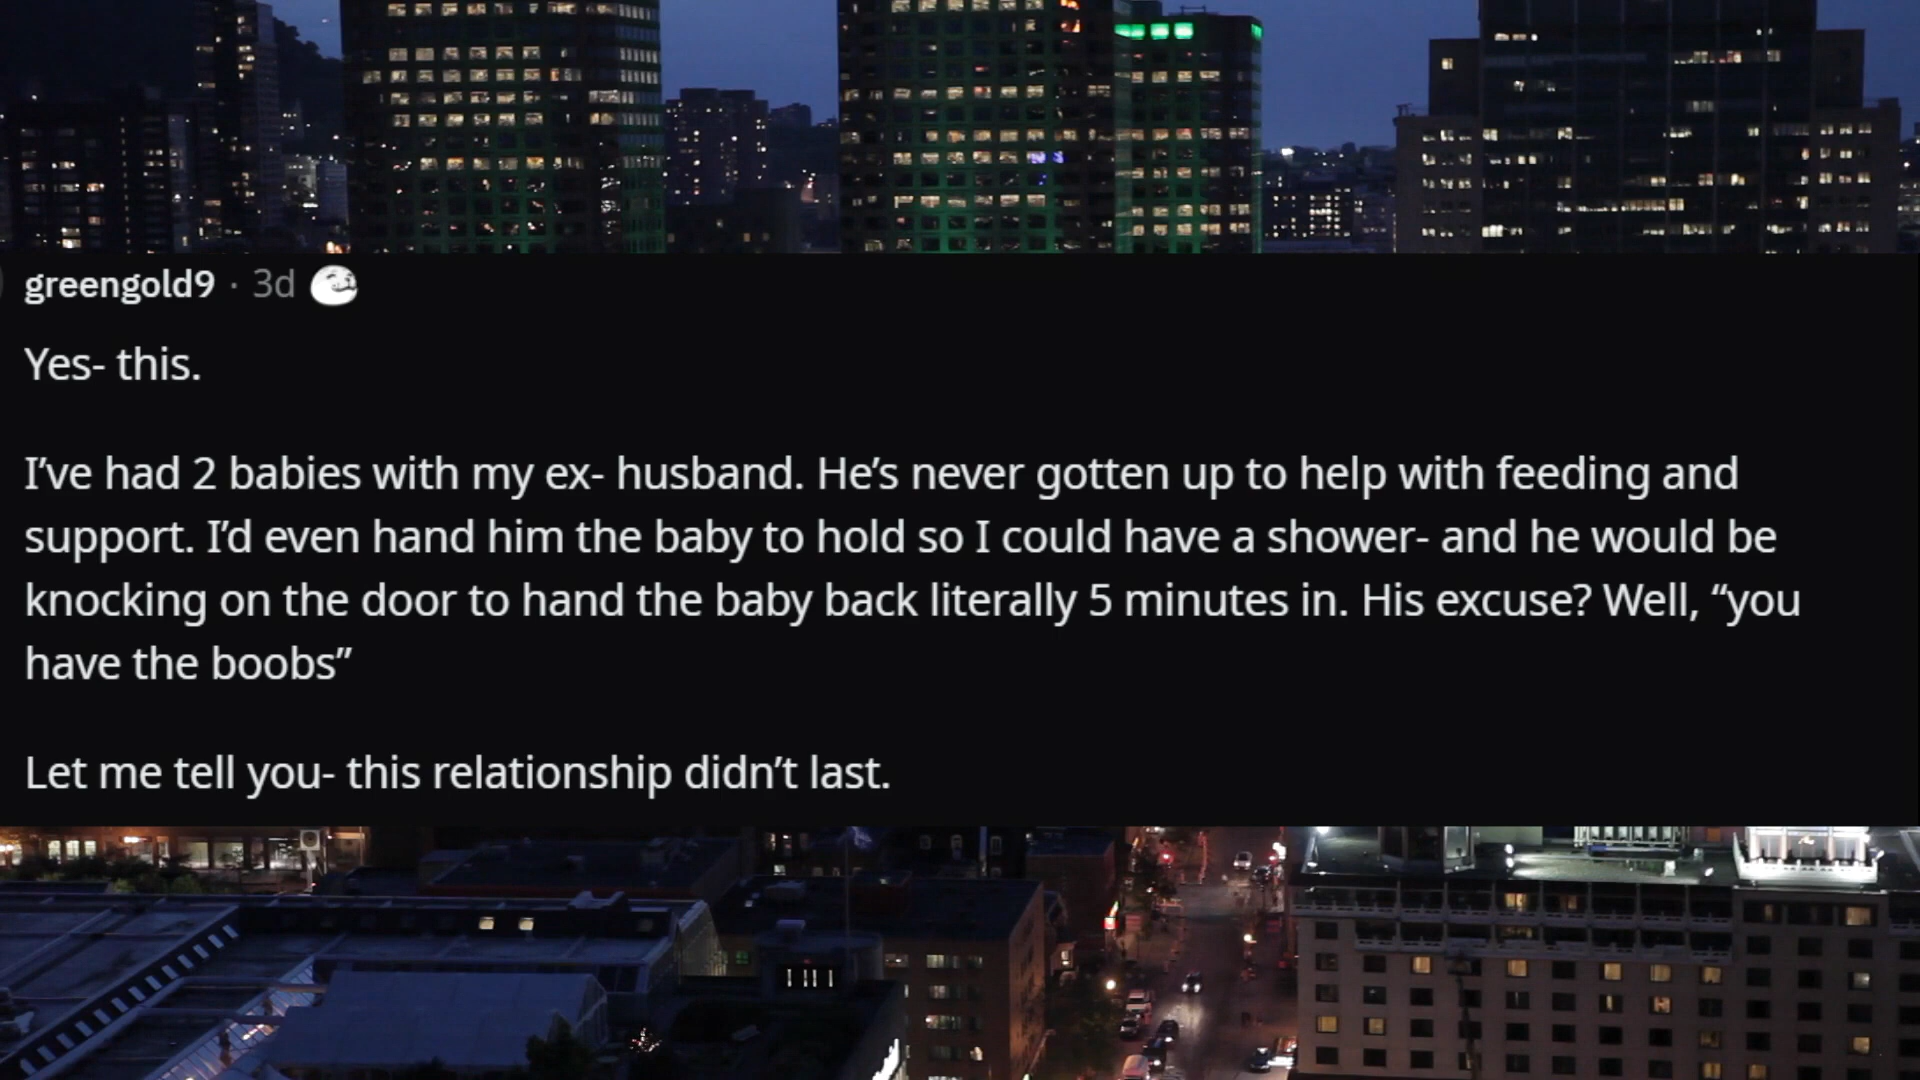 greengold9 · 3d
Yes- this.
I’ve had 2 babies with my ex- husband. He’s never gotten up to help with feeding and
support. I’d even hand him the baby to hold so I could have a shower- and he would be
knocking on the door to hand the baby back literally 5 minutes in. His excuse? Well, “you
have the boobs”
Let me tell you- this relationship didn’t last.